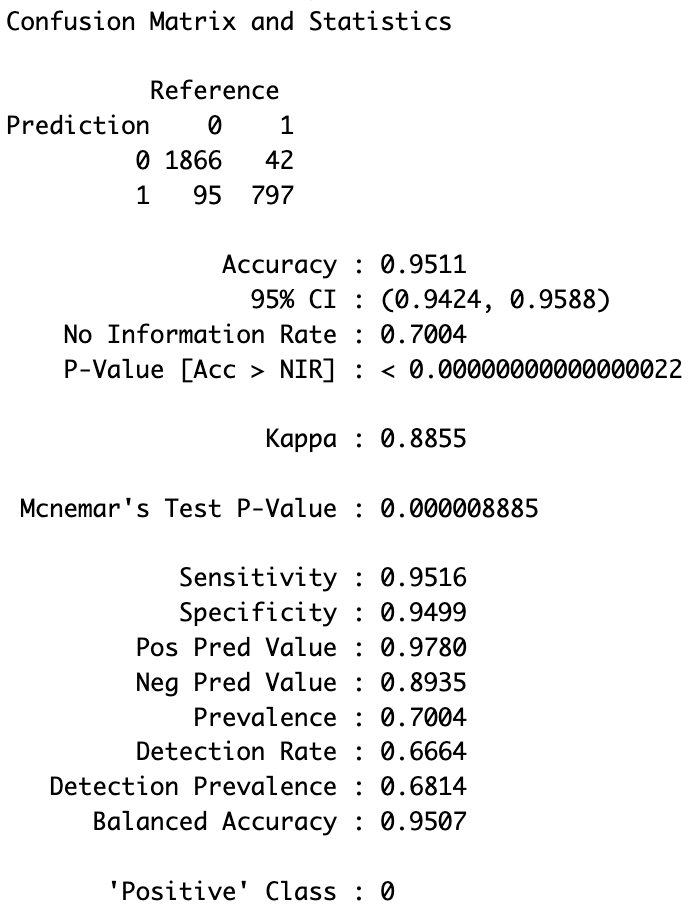 Confusion Matrix and Statistics
Reference
Prediction 0 1
0 1866 42
1 95 797
Accuracy : 0.9511
95% CI : (0.9424, 0.9588)
No Information Rate : 0.7004
P-Value [Acc > NIR] : < 0.00000000000000022
Kappa : 0.8855
Mcnemar's Test P-Value : 0.000008885
Sensitivity : 0.9516
Specificity : 0.9499
Pos Pred Value : 0.9780
Neg Pred Value : 0.8935
Prevalence : 0.7004
Detection Rate : 0.6664
Detection Prevalence : 0.6814
Balanced Accuracy : 0.9507
'Positive' Class : 0